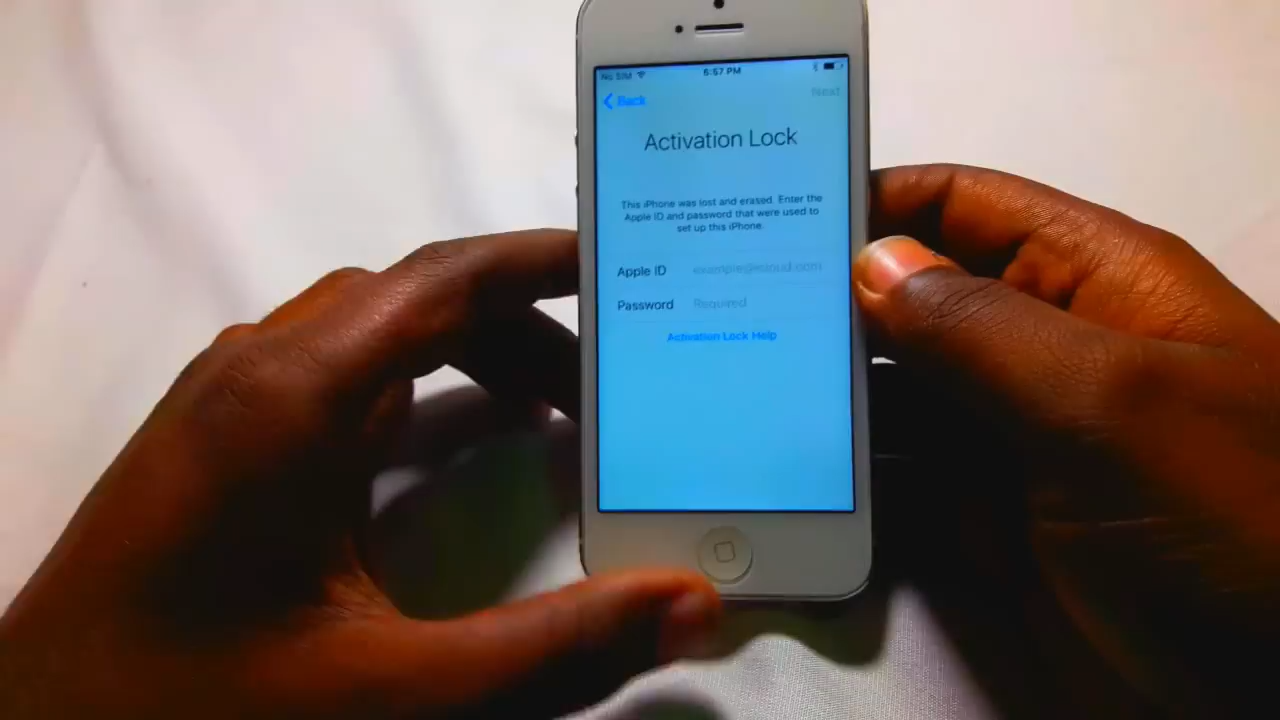 No SIM 5:57 PM
Back Next
Activation Lock
This iPhone was lost and erased. Enter the
Apple ID and password that were used to
set up this iPhone.
Apple ID example@icloud.com
Password Required
Activation Lock Help